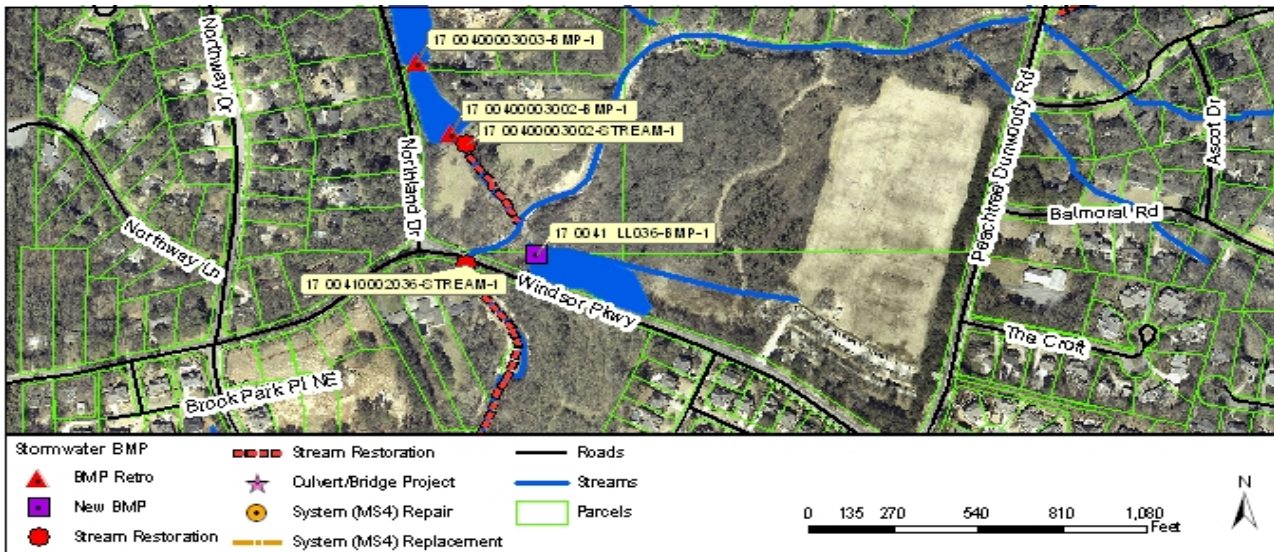 17 00400003003-BMP-1
Northway Dr
17 00400003002-BMP-1
17 00400003002-STREAM-1
Northland Dr
Peachtree Dunwoody Rd
Ascot Dr
Balmoral Rd
17 0041 LL036-BMP-1
Northway Ln
17 00410002036-STREAM-1
Windsor Pkwy
The Croft
Brook Park Pl NE
Stormwater BMP
BMP Retro
New BMP
Stream Restoration
Stream Restoration
Culvert/Bridge Project
System (MS4) Repair
System (MS4) Replacement
Roads
Streams
Parcels
0 135 270 540 810 1,080
Feet
N